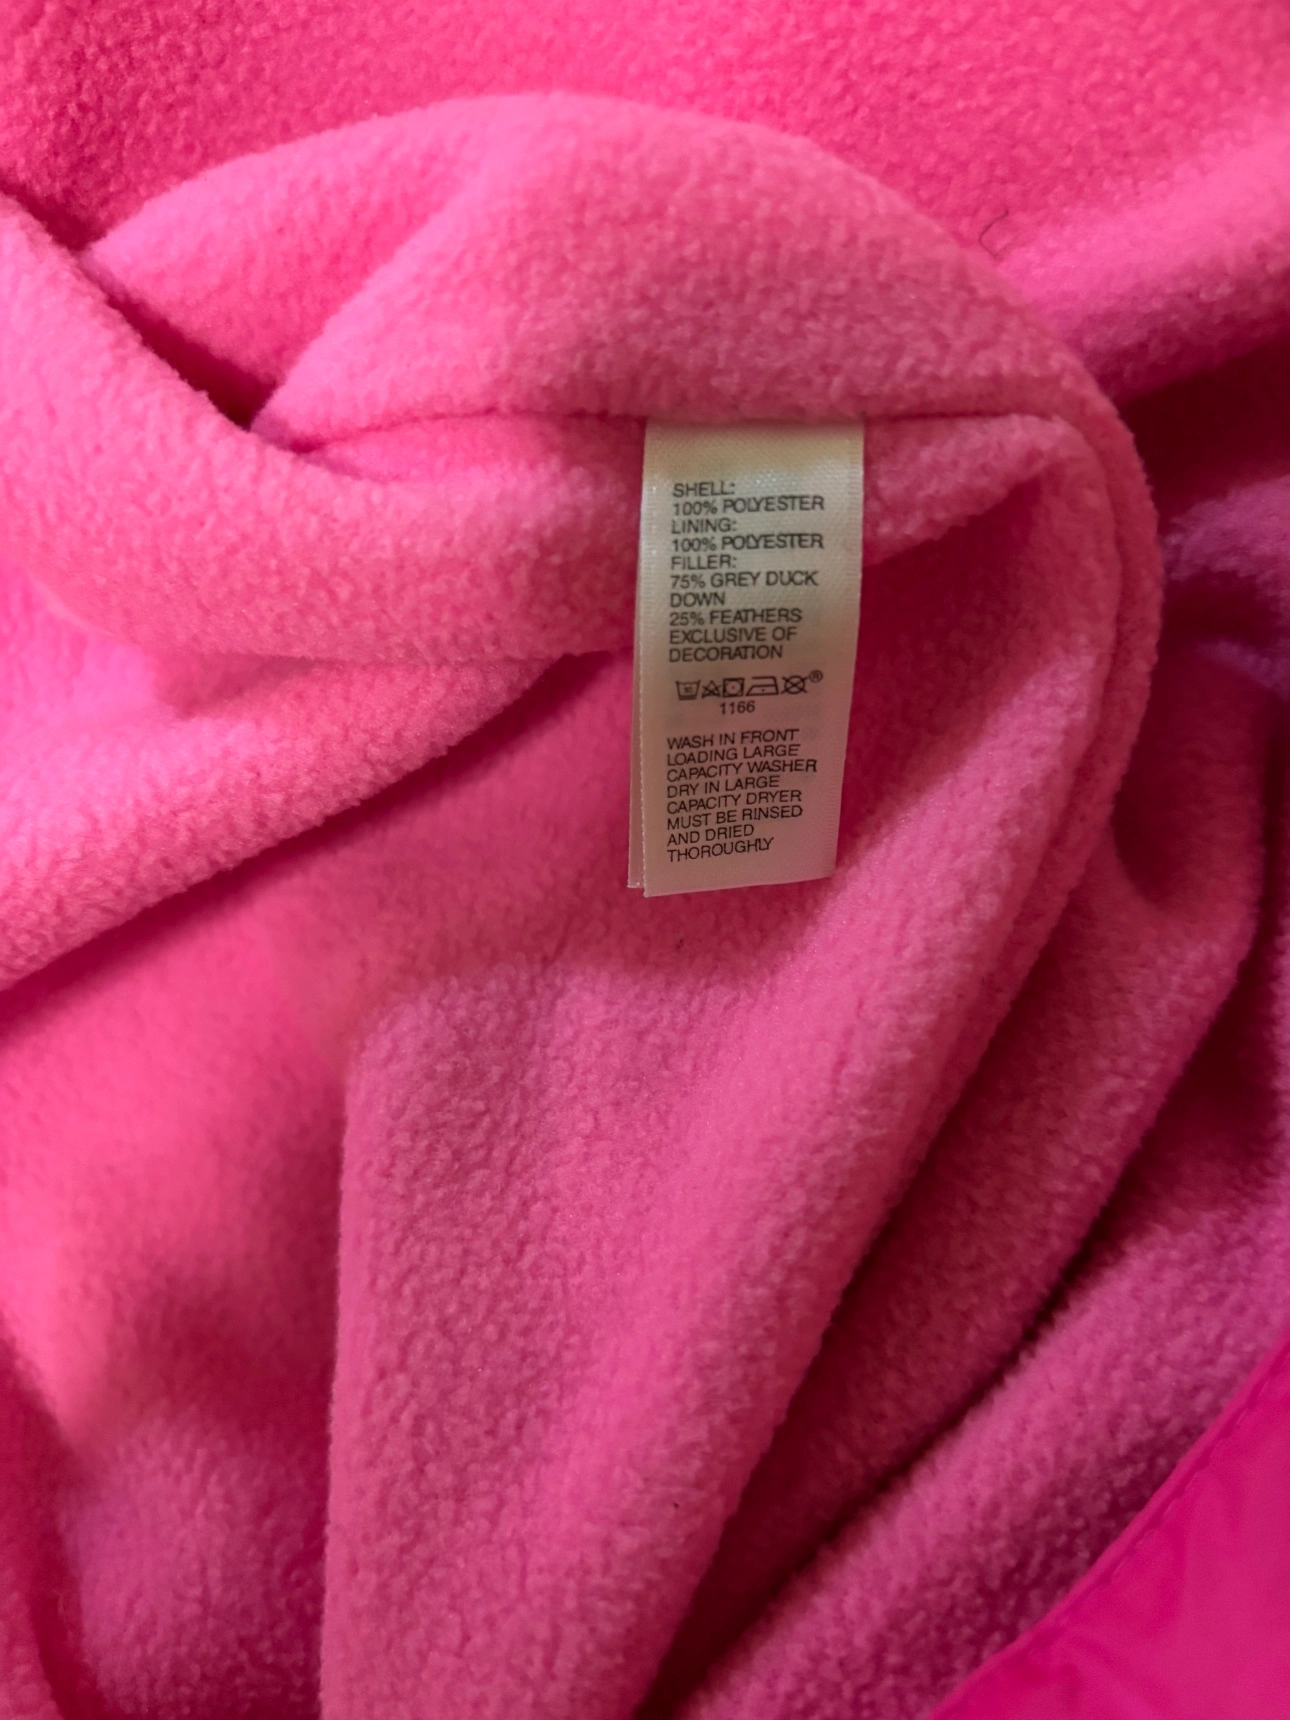 SHELL:
100% POLYESTER
LINING:
100% POLYESTER
FILLER:
75% GREY DUCK
DOWN
25% FEATHERS
EXCLUSIVE OF
DECORATION
®
1166
WASH IN FRONT
LOADING LARGE
CAPACITY WASHER
DRY IN LARGE
CAPACITY DRYER
MUST BE RINSED
AND DRIED
THOROUGHLY